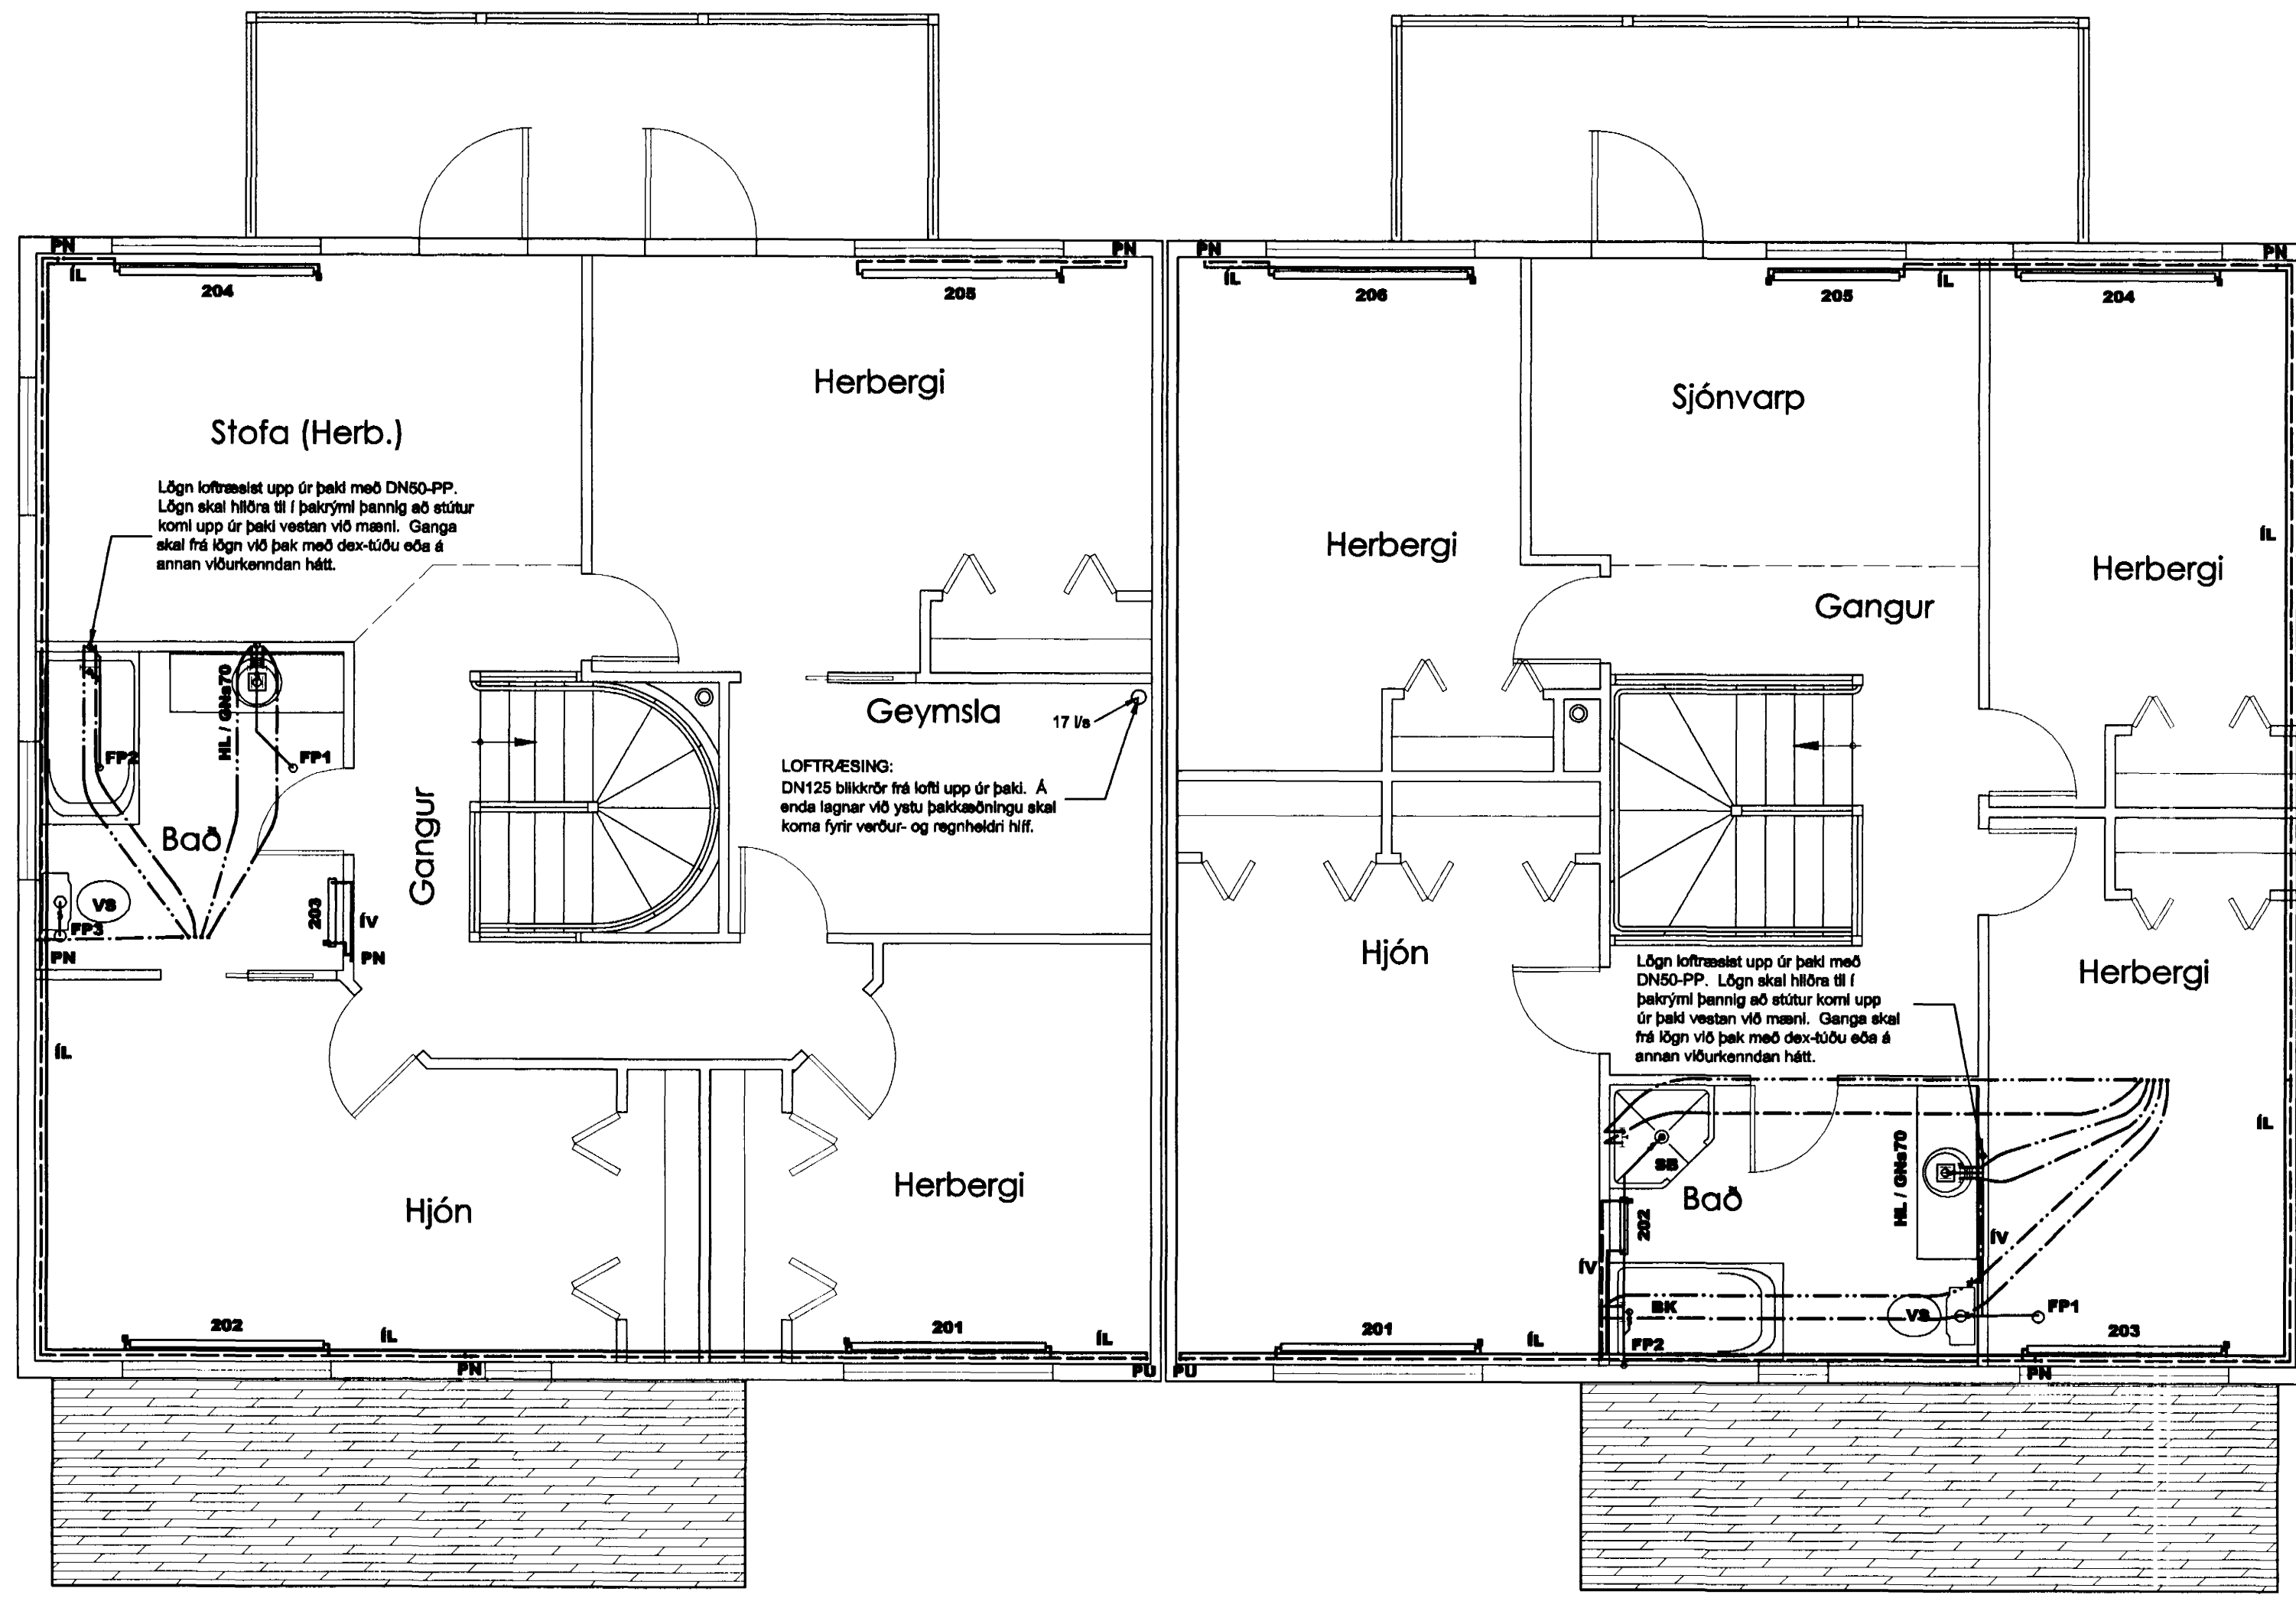 PN
PN
PN
PN
ÍL
204
205
ÍL
206
205
ÍL
204
Stofa (Herb.)
Herbergi
Lögn loftræsist upp úr þaki með DN50-PP.
Lögn skal hliðra til í þakrými þannig að stútur
komi upp úr þaki vestan við mæni. Ganga
skal frá lögn við þak með dex-túðu eða á
annan viðurkenndan hátt.
HL / GNs70
FP2
FP1
Bað
VS
FP3
PN
203
ÍV
PN
Gangur
Geymsla
17 l/s
LOFTRÆSING:
DN125 blikkrör frá lofti upp úr þaki. Á
enda lagnar við ystu þakkæðningu skal
koma fyrir veður- og regnheldri hlíf.
ÍL
Hjón
Herbergi
202
ÍL
PN
201
ÍL
PU
Sjónvarp
Herbergi
Gangur
ÍL
Herbergi
Hjón
Lögn loftræsist upp úr þaki með
DN50-PP. Lögn skal hliðra til í
þakrými þannig að stútur komi upp
úr þaki vestan við mæni. Ganga skal
frá lögn við þak með dex-túðu eða á
annan viðurkenndan hátt.
Herbergi
ÍL
SB
Bað
HL / GNs70
202
ÍV
ÍV
BK
VS
FP1
FP2
201
ÍL
203
PU
PN